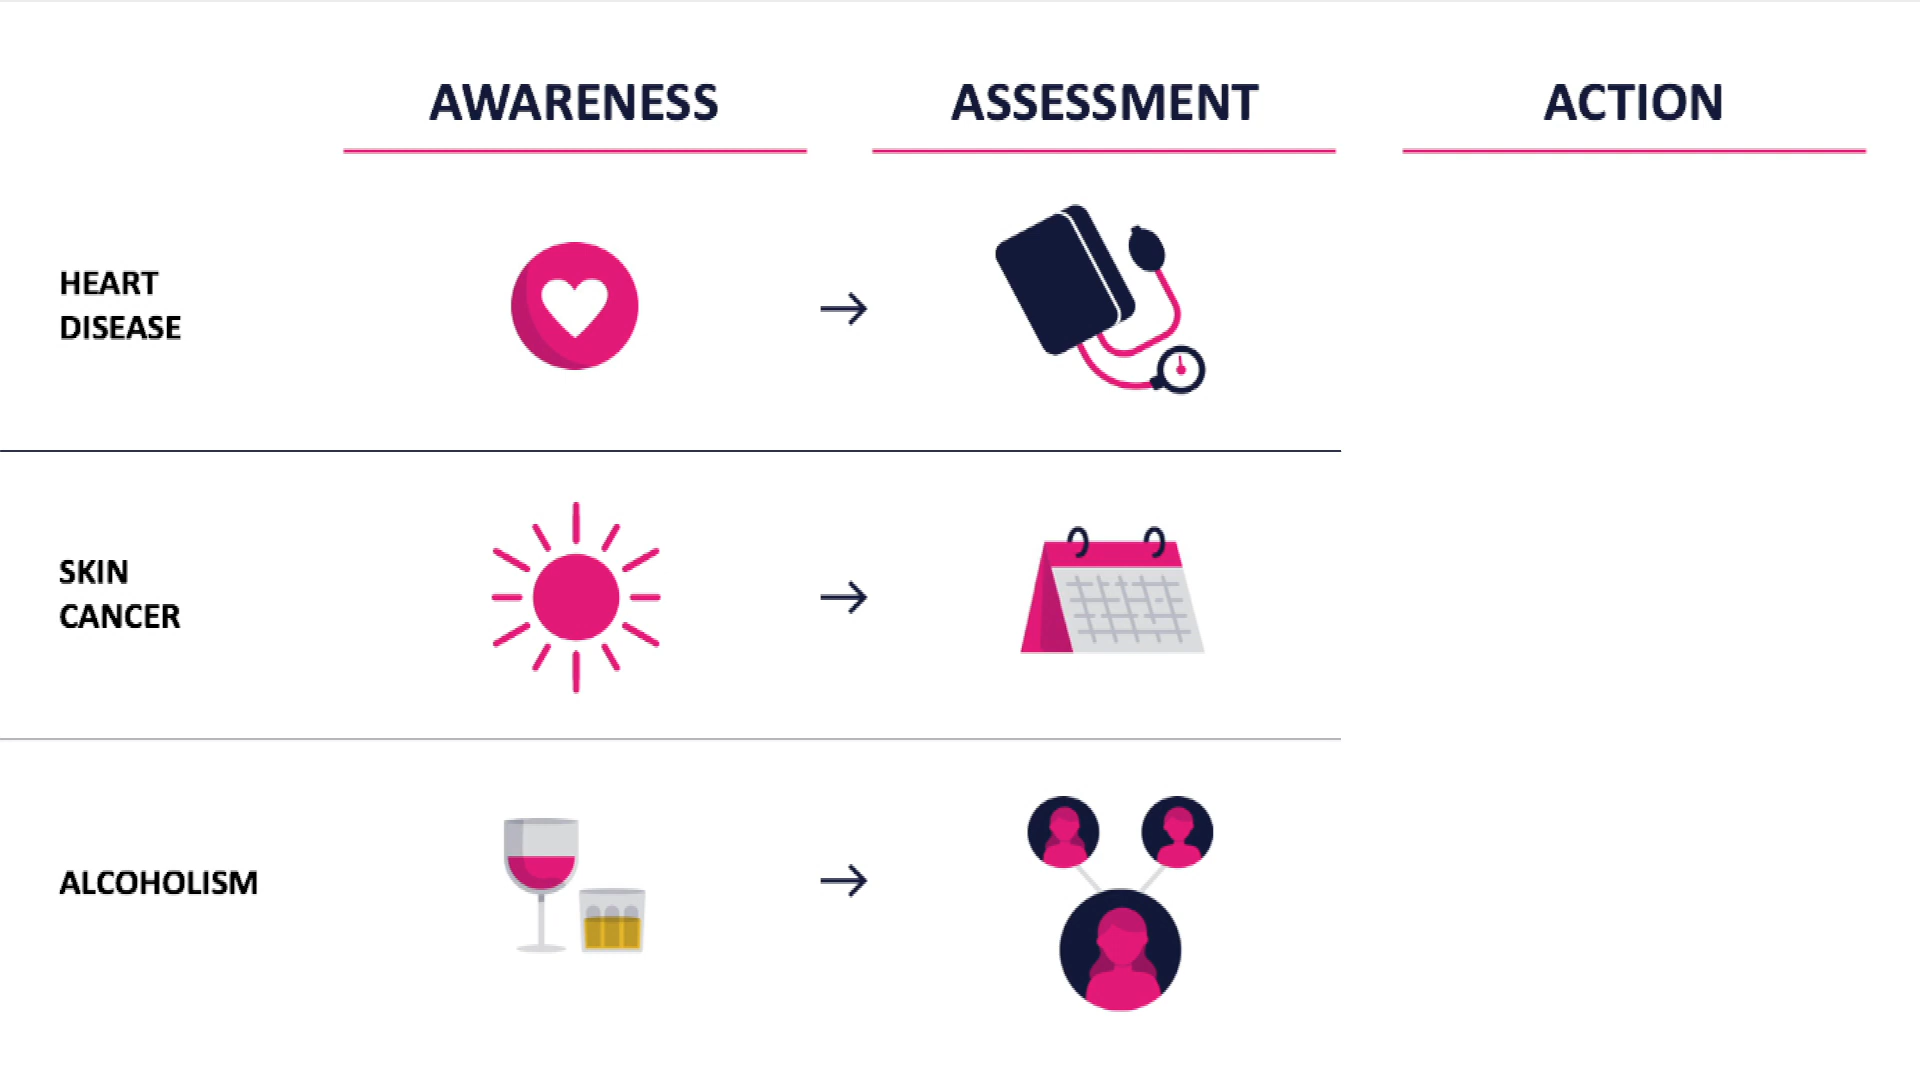 AWARENESS
ASSESSMENT
ACTION
HEART
DISEASE
SKIN
CANCER
ALCOHOLISM